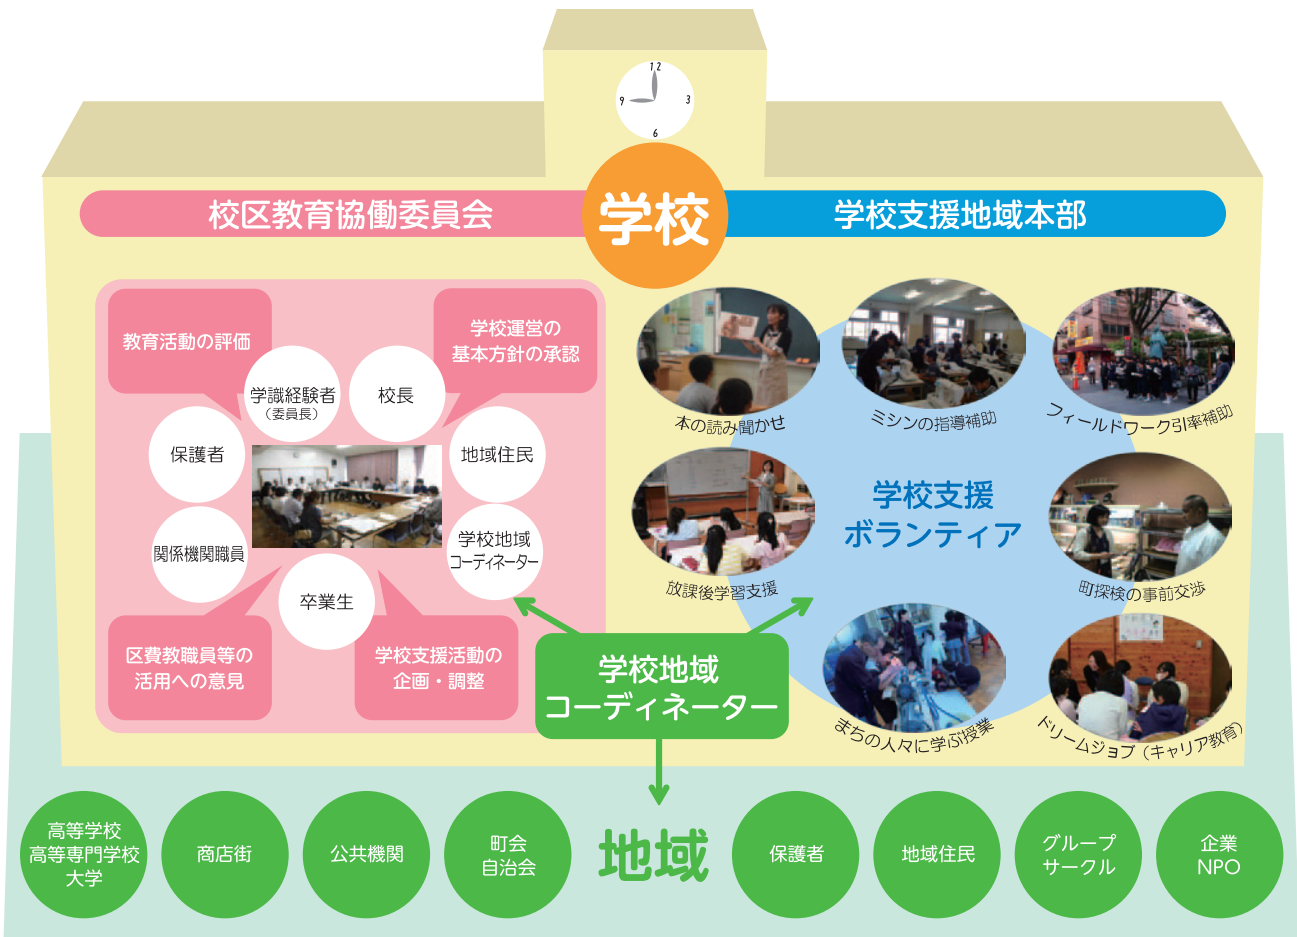 12
9
3
6
学校
校区教育協働委員会
学校支援地域本部
教育活動の評価
学校運営の
基本方針の承認
学識経験者
（委員長）
校長
保護者
地域住民
関係機関職員
学校地域
コーディネーター
卒業生
区費教職員等の
活用への意見
学校支援活動の
企画・調整
本の読み聞かせ
ミシンの指導補助
フィールドワーク引率補助
学校支援
ボランティア
放課後学習支援
町探検の事前交渉
まちの人々に学ぶ授業
ドリームジョブ（キャリア教育）
学校地域
コーディネーター
地域
高等学校
高等専門学校
大学
商店街
公共機関
町会
自治会
保護者
地域住民
グループ
サークル
企業
NPO